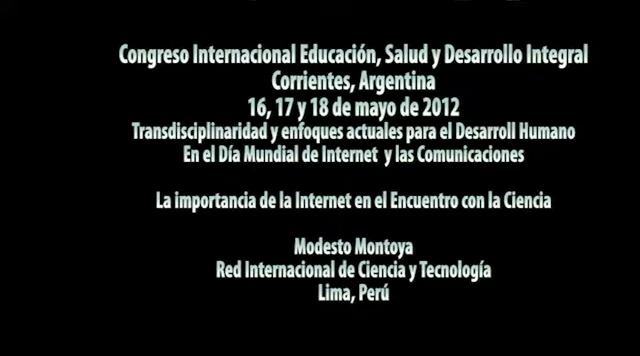 Congreso Internacional Educación, Salud y Desarrollo Integral
Corrientes, Argentina
16, 17 y 18 de mayo de 2012
Transdisciplinaridad y enfoques actuales para el Desarroll Humano
En el Día Mundial de Internet y las Comunicaciones
La importancia de la Internet en el Encuentro con la Ciencia
Modesto Montoya
Red Internacional de Ciencia y Tecnología
Lima, Perú